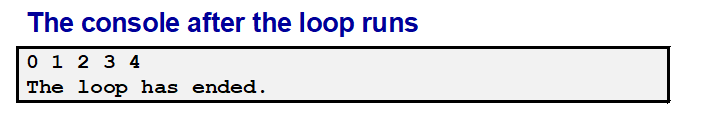 The console after the loop runs
0 1 2 3 4
The loop has ended.